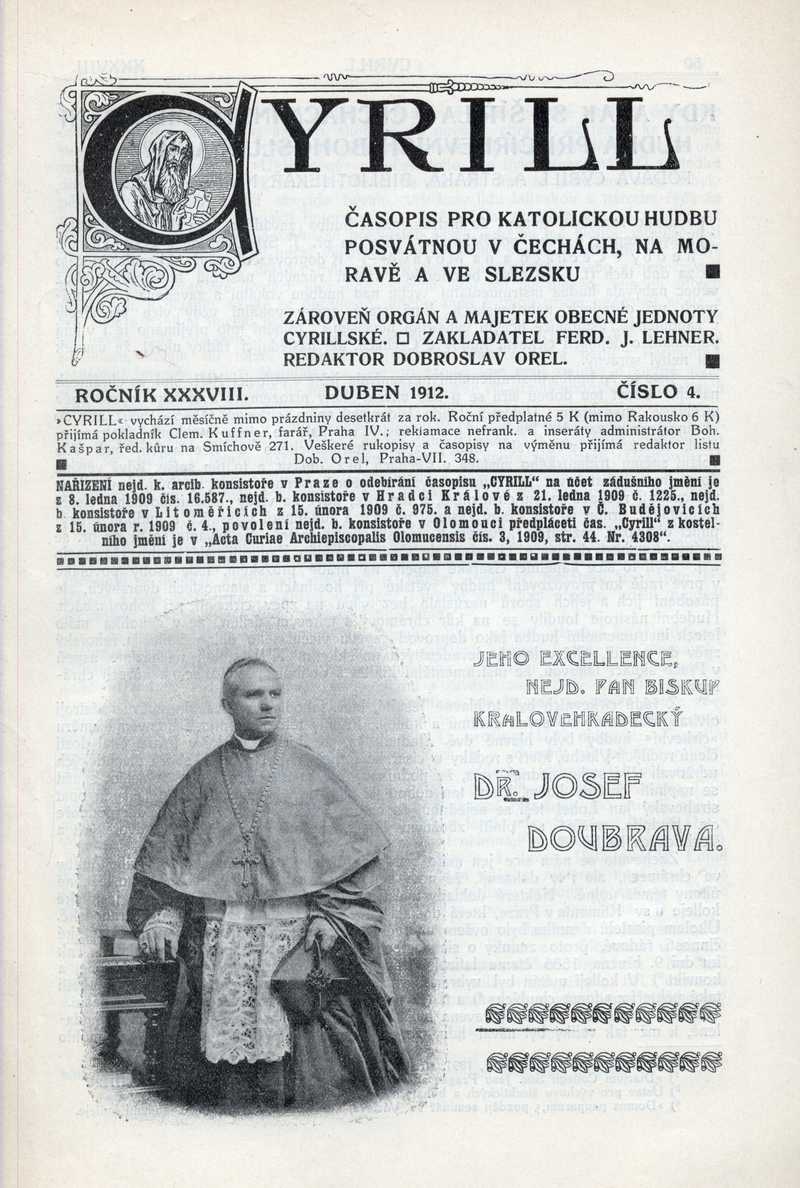 CYRILL
ČASOPIS PRO KATOLICKOU HUDBU
POSVÁTNOU V ČECHÁCH, NA MO-
RAVĚ A VE SLEZSKU
ZÁROVEŇ ORGÁN A MAJETEK OBECNÉ JEDNOTY
CYRILLSKÉ. □ ZAKLADATEL FERD. J. LEHNER.
REDAKTOR DOBROSLAV OREL.
ROČNÍK XXXVIII. DUBEN 1912. ČÍSLO 4.
»CYRILL« vychází měsíčně mimo prázdniny desetkrát za rok. Roční předplatné 5 K (mimo Rakousko 6 K)
přijímá pokladník Clem. Kuffner, farář, Praha IV.; reklamace nefrank. a inseráty administrátor Boh.
Kašpar, řed. kůru na Smíchově 271. Veškeré rukopisy a časopisy na výměnu přijímá redaktor listu
Dob. Orel, Praha-VII. 348.
NAŘÍZENÍ nejd. k. arcib. konsistoře v Praze o odebírání časopisu „CYRILL“ na účet zádušního jmění je
z 8. ledna 1909 čís. 16.587., nejd. b. konsistoře v Hradci Králové z 21. ledna 1909 č. 1225., nejd.
b. konsistoře v Litoměřicích z 15. února 1909 č. 975. a nejd. b. konsistoře v Č. Budějovicích
z 15. února r. 1909 č. 4., povolení nejd. b. konsistoře v Olomouci předpláceti čas. „Cyrill“ z kostel-
ního jmění je v „Acta Curiae Archiepiscopalis Olomucensis čís. 3, 1909, str. 44. Nr. 4308“.
JEHO EXCELLENCE,
NEJD. PAN BISKUP
KRALOVEHRADECKÝ
DR. JOSEF
DOUBRAVA.